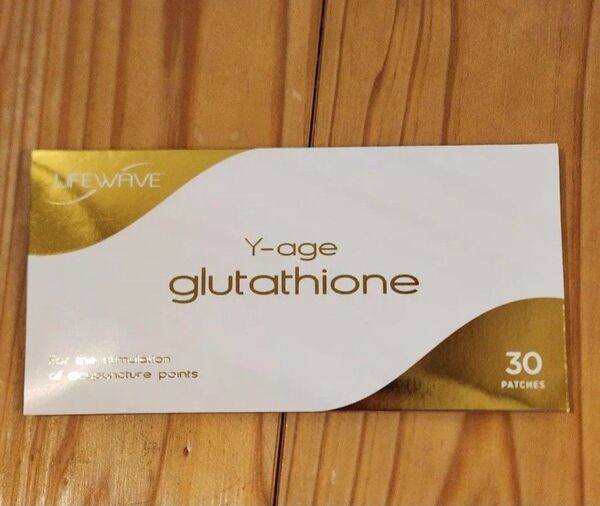 LIFEWAVE
Y-age
glutathione
For the stimulation
of acupuncture points
30
PATCHES